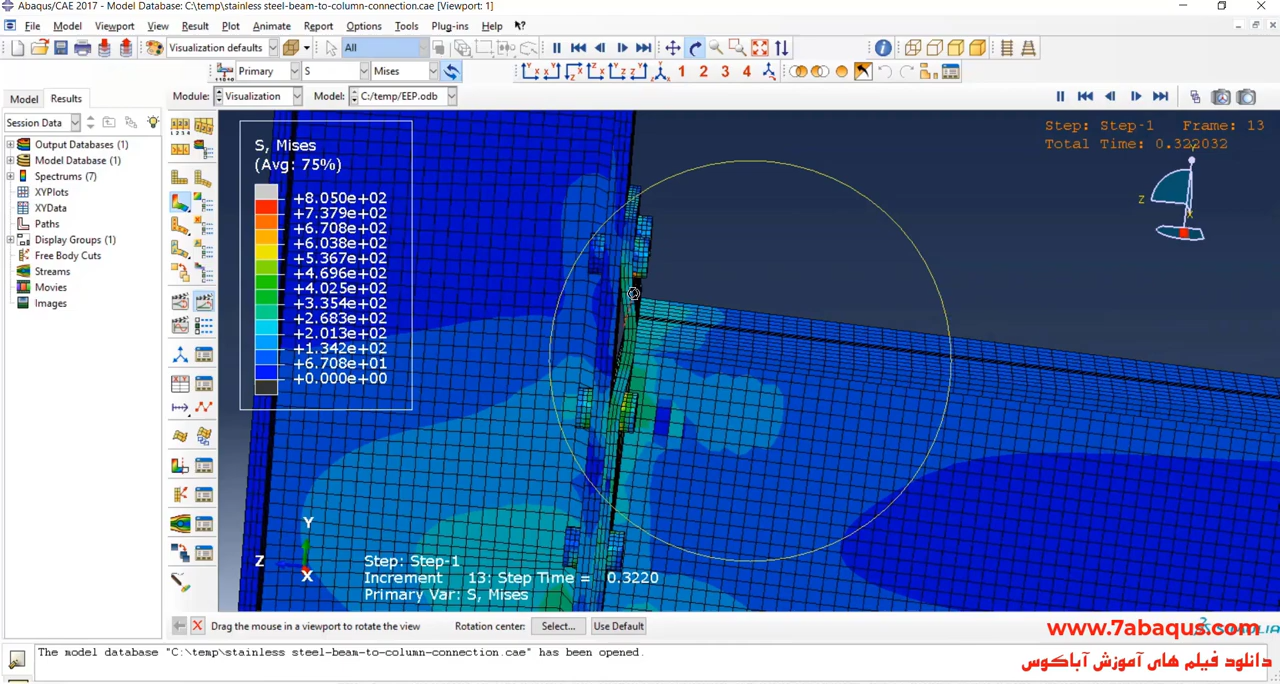 Abaqus/CAE 2017 - Model Database: C:\temp\stainless steel-beam-to-column-connection.cae [Viewport: 1]
File Model Viewport View Result Plot Animate Report Options Tools Plug-ins Help
Visualization defaults All
Primary S Mises 1 2 3 4
Model Results Module: Visualization Model: C:/temp/EEP.odb
Session Data
Output Databases (1)
Model Database (1)
Spectrums (7)
XYPlots
XYData
Paths
Display Groups (1)
Free Body Cuts
Streams
Movies
Images
S, Mises
(Avg: 75%)
+8.050e+02
+7.379e+02
+6.708e+02
+6.038e+02
+5.367e+02
+4.696e+02
+4.025e+02
+3.354e+02
+2.683e+02
+2.013e+02
+1.342e+02
+6.708e+01
+0.000e+00
Step: Step-1 Frame: 13
Total Time: 0.322032
Y
Z
X
Y
Z
X
Step: Step-1
Increment 13: Step Time = 0.3220
Primary Var: S, Mises
Drag the mouse in a viewport to rotate the view Rotation center: Select... Use Default
www.7abaqus.com
دانلود فیلم های آموزش آباکوس
The model database "C:\temp\stainless steel-beam-to-column-connection.cae" has been opened.